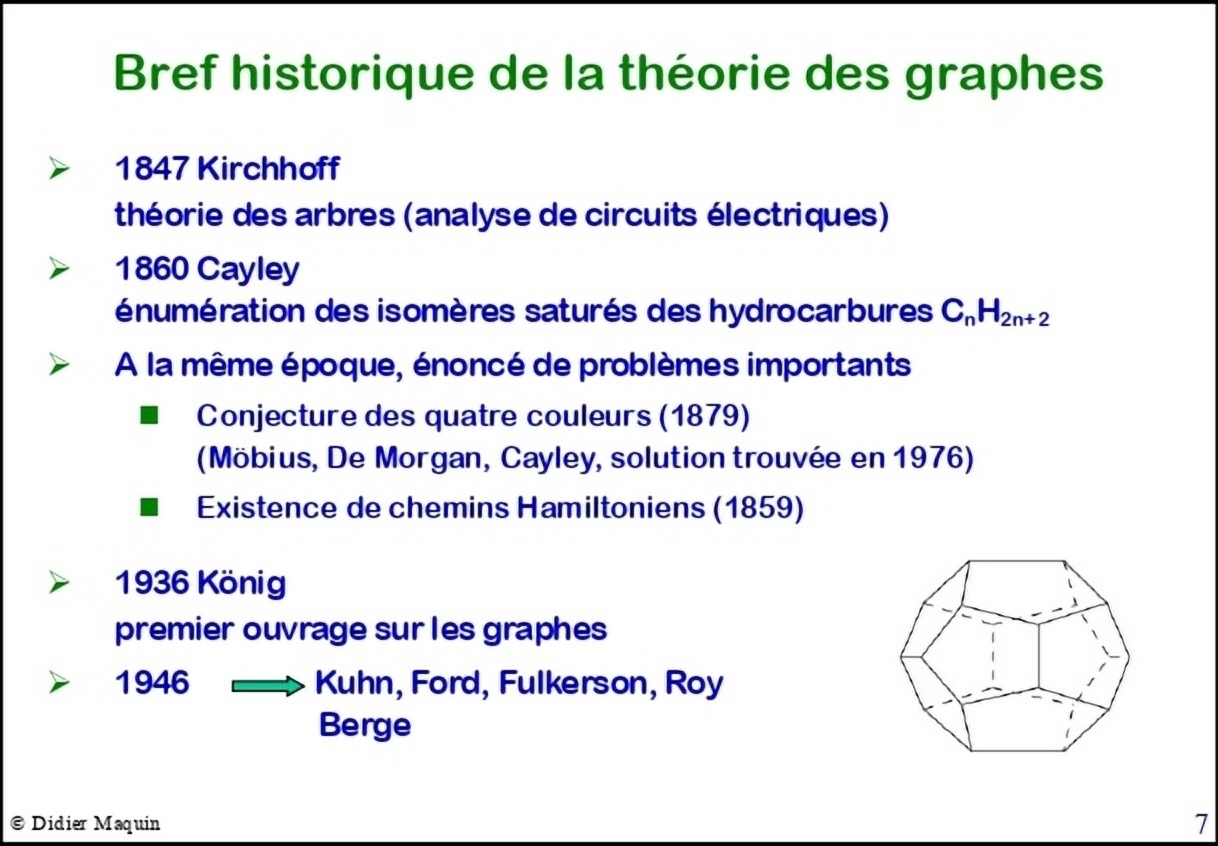 Bref historique de la théorie des graphes
1847 Kirchhoff
théorie des arbres (analyse de circuits électriques)
1860 Cayley
énumération des isomères saturés des hydrocarbures CₙH₂ₙ₊₂
A la même époque, énoncé de problèmes importants
Conjecture des quatre couleurs (1879)
(Möbius, De Morgan, Cayley, solution trouvée en 1976)
Existence de chemins Hamiltoniens (1859)
1936 König
premier ouvrage sur les graphes
1946 Kuhn, Ford, Fulkerson, Roy
Berge
© Didier Maquin
7